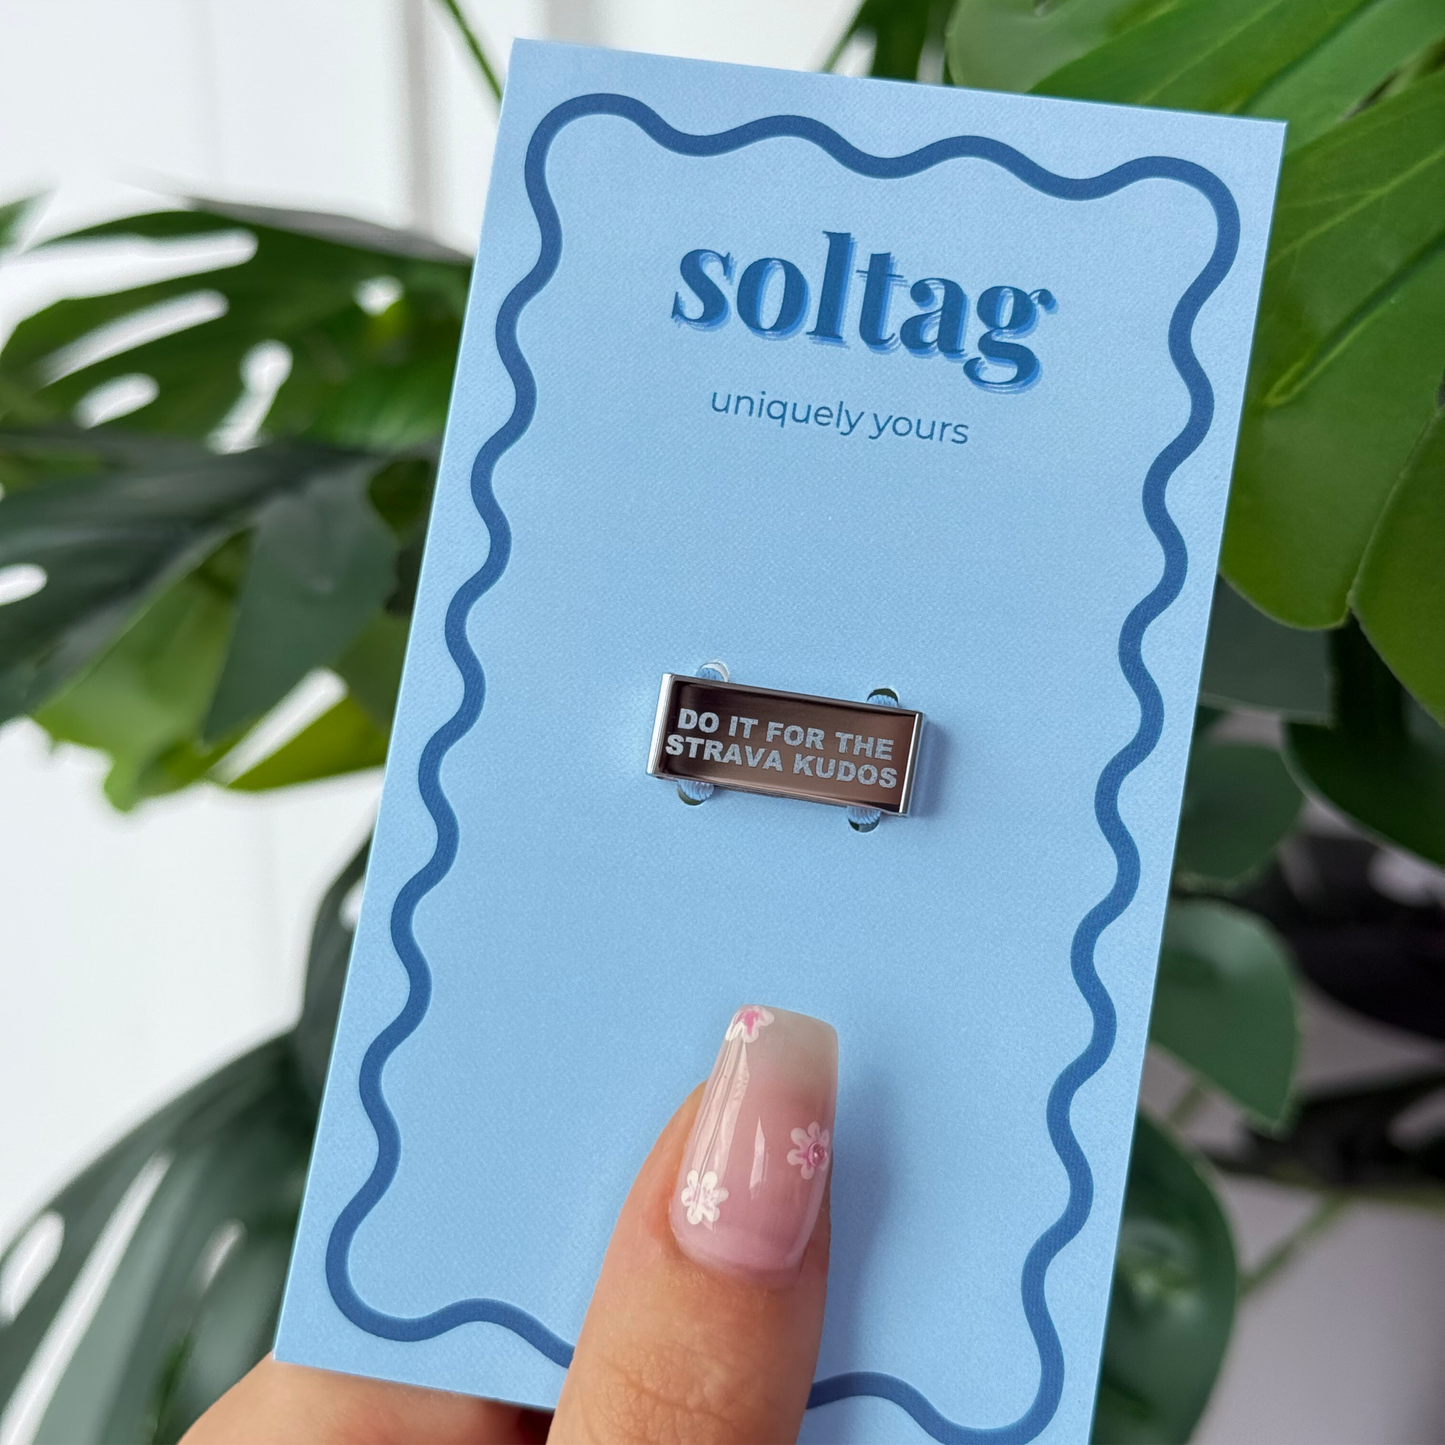 soltag
uniquely yours
DO IT FOR THE
STRAVA KUDOS